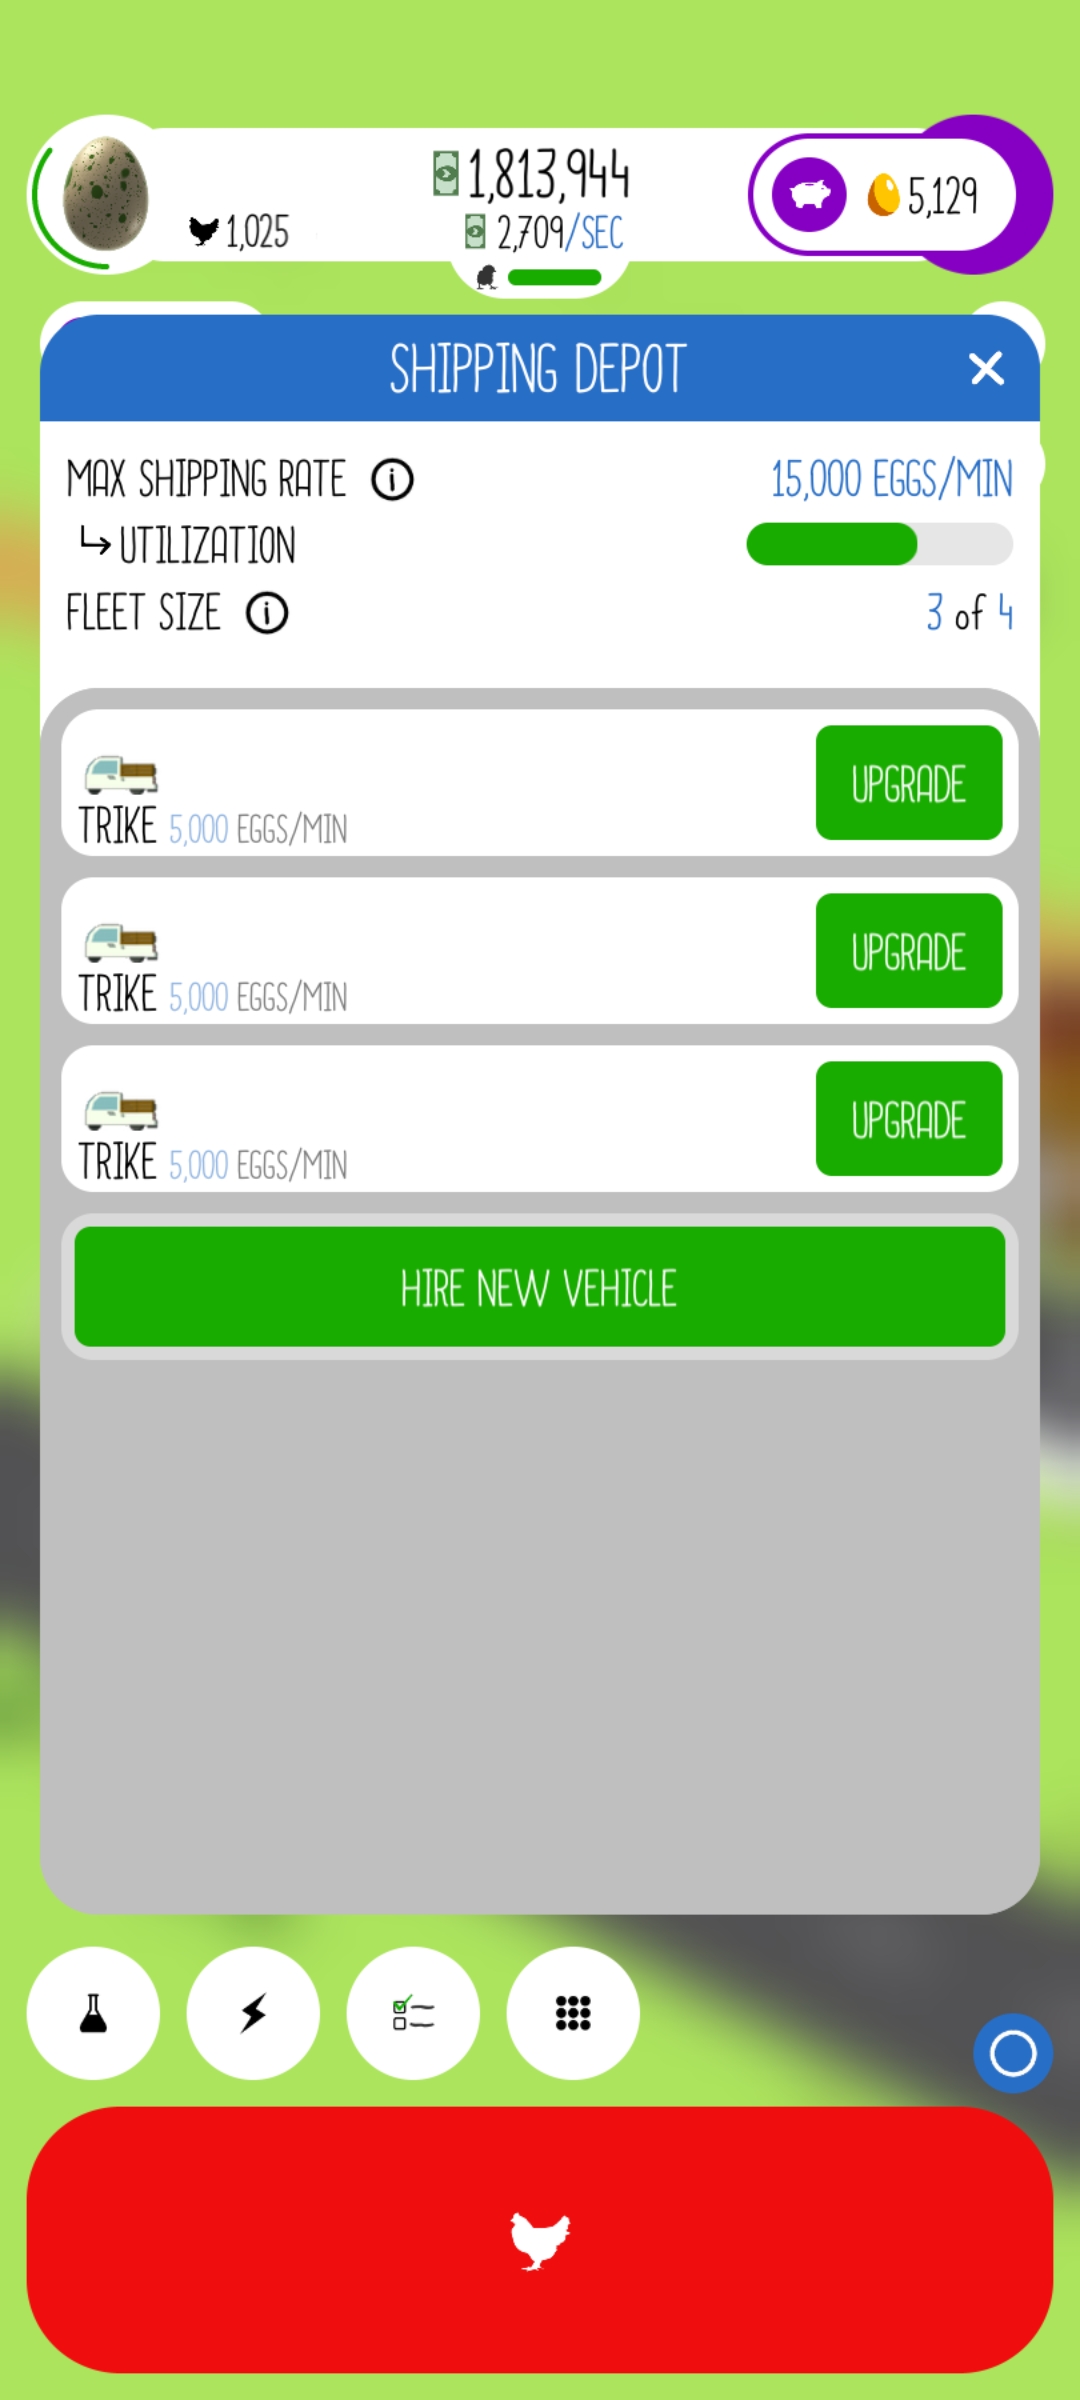 1,813,944
1,025
2,709/SEC
5,129
SHIPPING DEPOT
MAX SHIPPING RATE
15,000 EGGS/MIN
UTILIZATION
FLEET SIZE
3 of 4
UPGRADE
TRIKE 5,000 EGGS/MIN
UPGRADE
TRIKE 5,000 EGGS/MIN
UPGRADE
TRIKE 5,000 EGGS/MIN
HIRE NEW VEHICLE